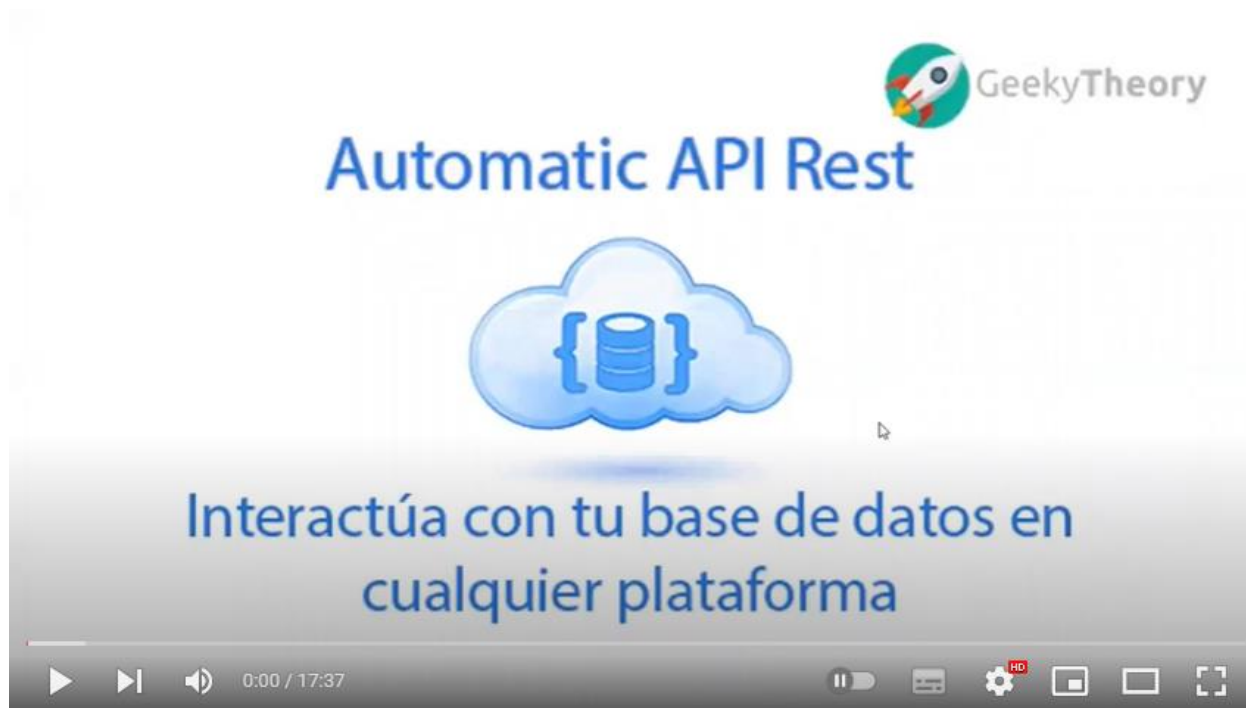 GeekyTheory
Automatic API Rest
Interactúa con tu base de datos en
cualquier plataforma
0:00 / 17:37
HD